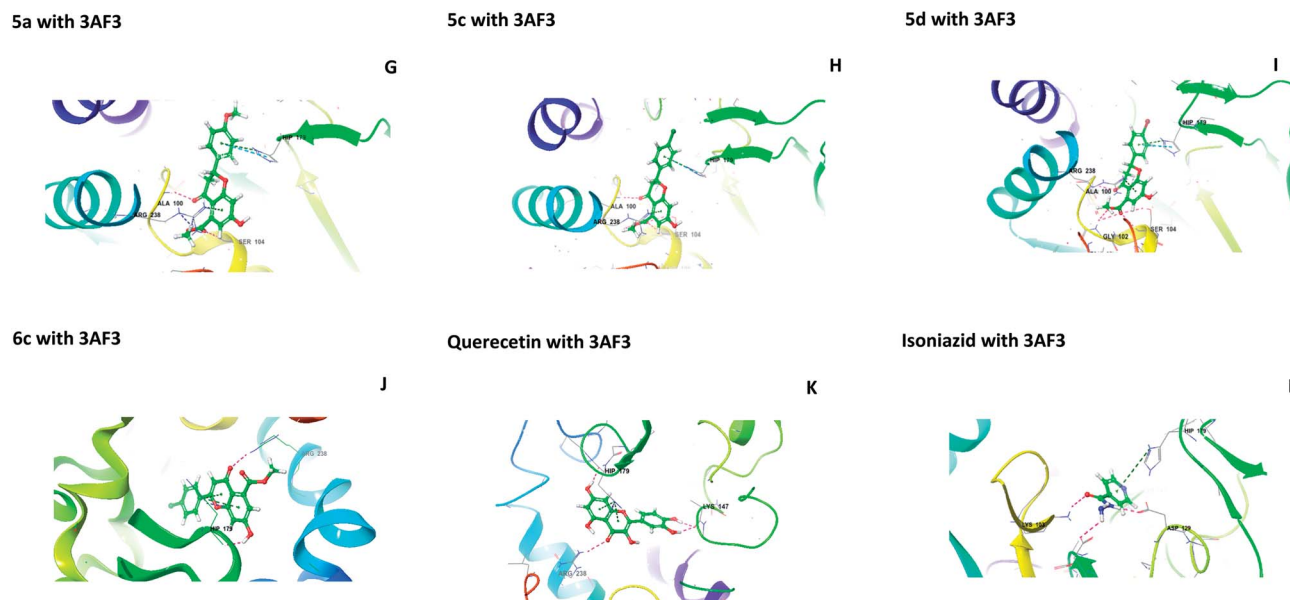 5a with 3AF3
5c with 3AF3
5d with 3AF3
G
H
I
ALA 100
ARG 238
SER 104
ALA 100
ARG 238
SER 104
ARG 238
ALA 100
GLY 102
SER 104
6c with 3AF3
Querecetin with 3AF3
Isoniazid with 3AF3
J
K
ARG 238
HIP 179
HIP 179
LYS 147
ARG 238
HIP 179
ASP 129